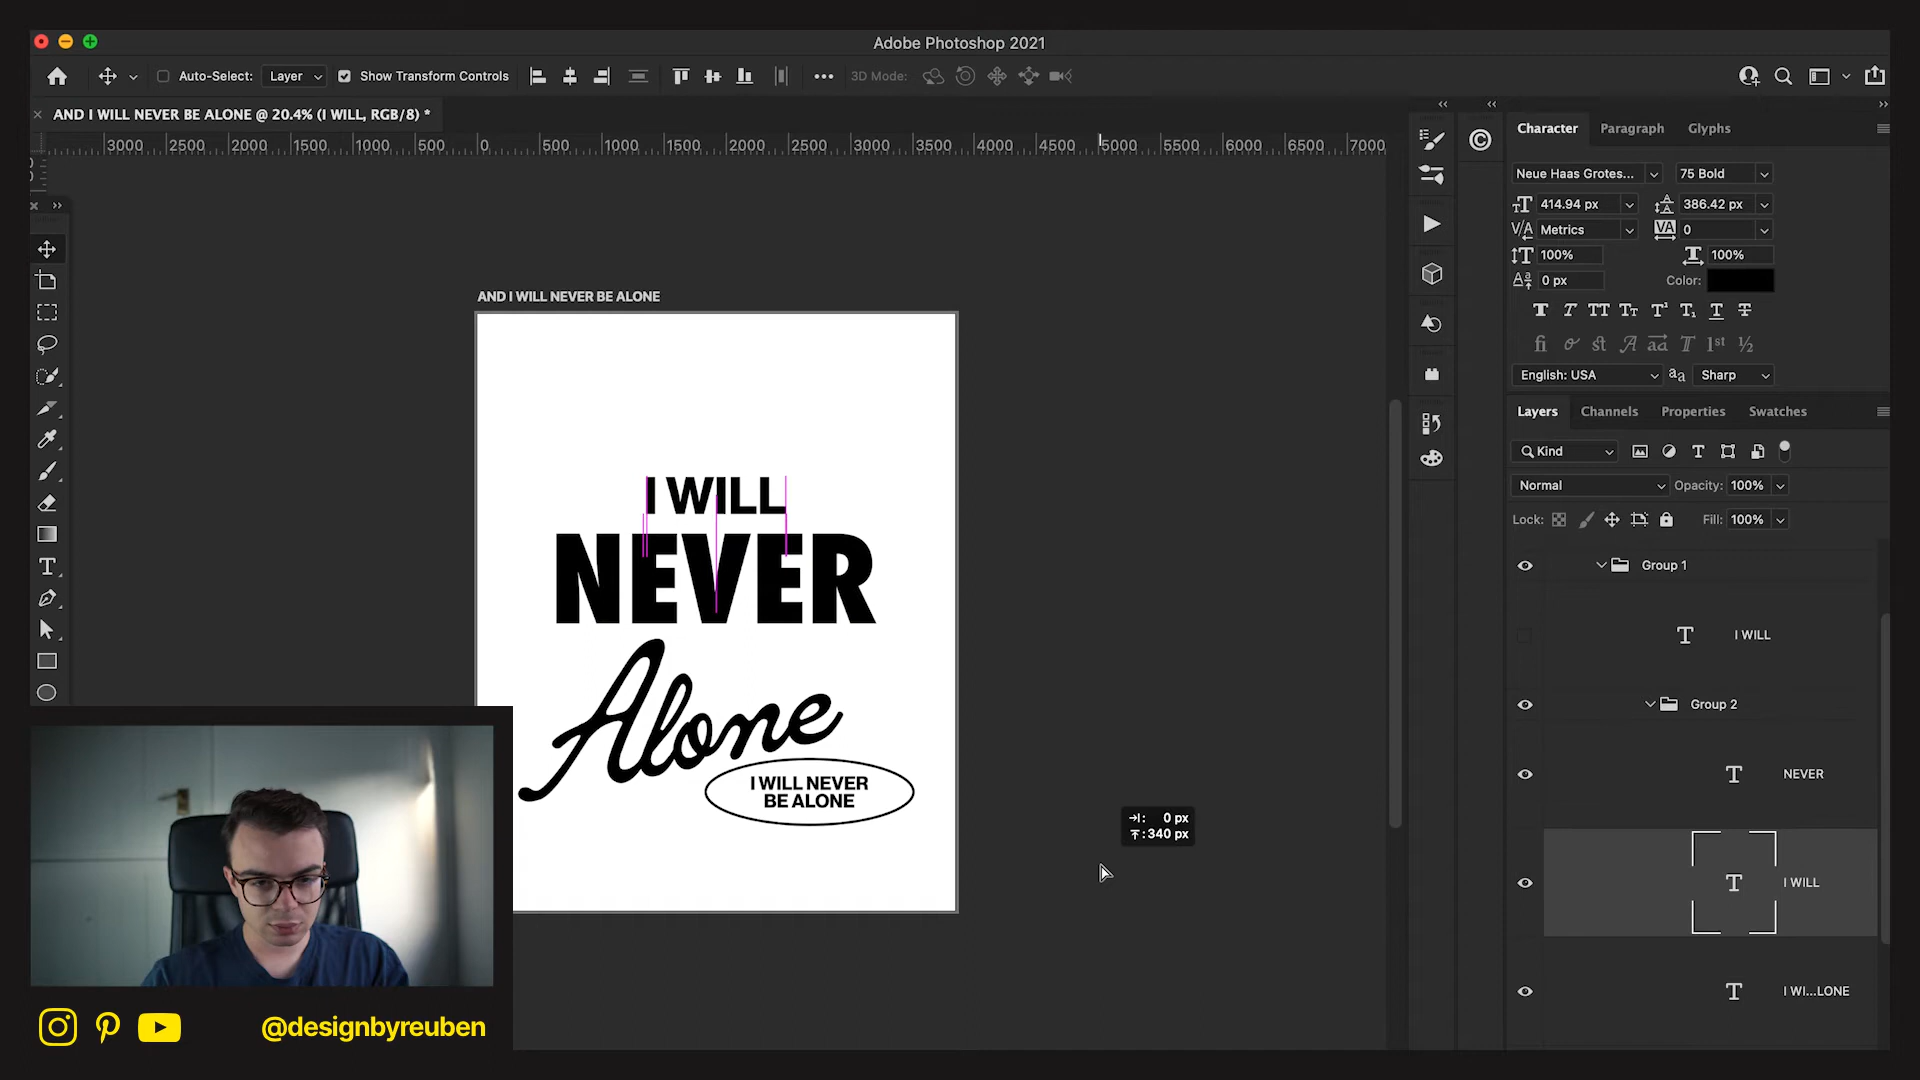 Adobe Photoshop 2021
Auto-Select: Layer Show Transform Controls 3D Mode:
AND I WILL NEVER BE ALONE @ 20.4% (I WILL, RGB/8) *
3000 2500 2000 1500 1000 500 0 500 1000 1500 2000 2500 3000 3500 4000 4500 5000 5500 6000 6500 7000
Character Paragraph Glyphs
Neue Haas Grotes... 75 Bold
414.94 px 386.42 px
Metrics 0
100% 100%
0 px Color:
English: USA Sharp
Layers Channels Properties Swatches
Kind
Normal Opacity: 100%
Lock: Fill: 100%
Group 1
I WILL
Group 2
NEVER
I WILL
I WI...LONE
AND I WILL NEVER BE ALONE
I WILL
NEVER
Alone
I WILL NEVER
BE ALONE
0 px
340 px
@designbyreuben